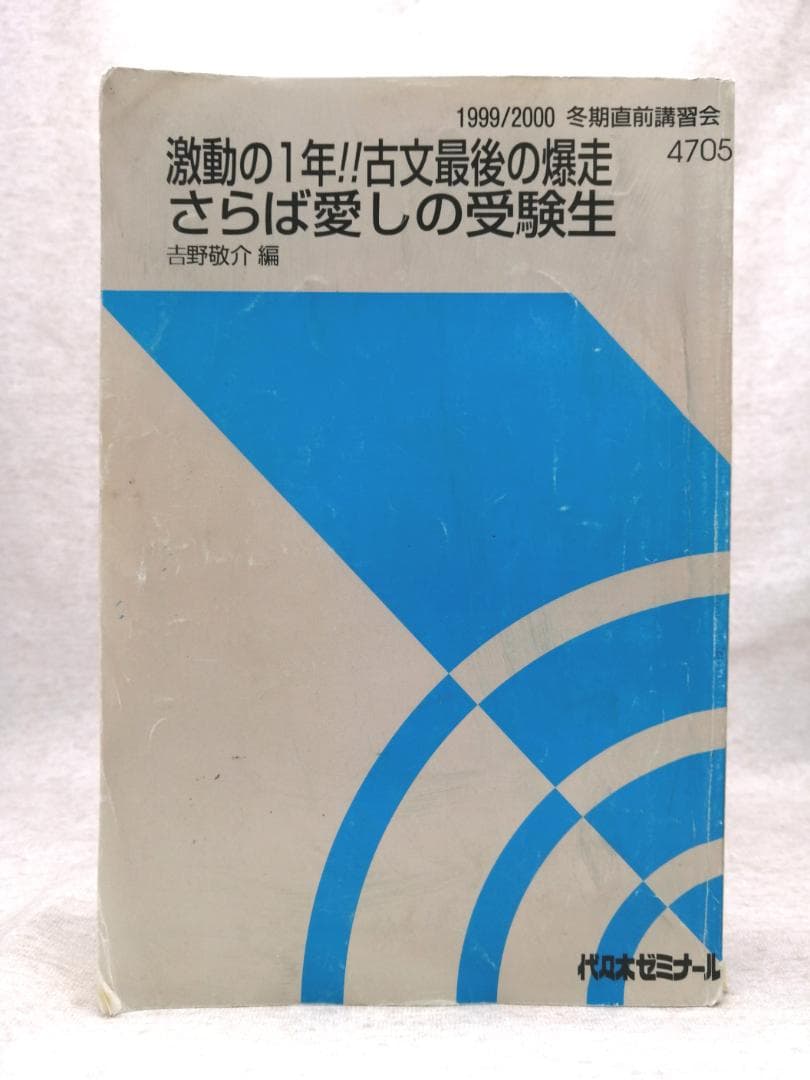 1999/2000 冬期直前講習会
4705
激動の1年!!古文最後の爆走
さらば愛しの受験生
吉野敬介 編
代々木ゼミナール